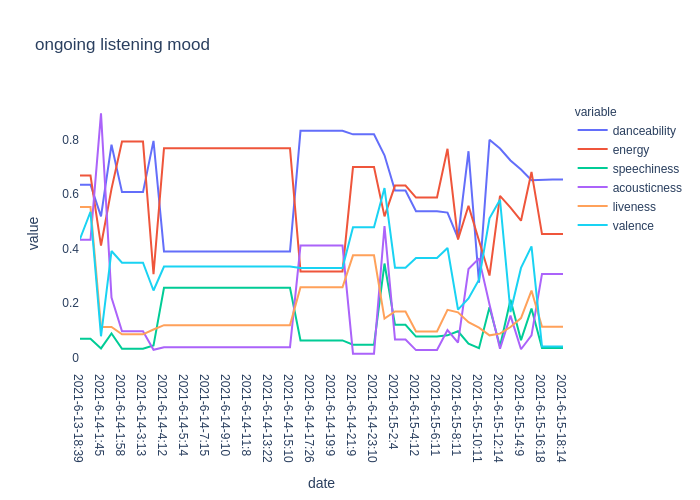 ongoing listening mood
variable
danceability
energy
speechiness
acousticness
liveness
valence
value
0.8
0.6
0.4
0.2
0
2021-6-13-18:39
2021-6-14-1:45
2021-6-14-1:58
2021-6-14-3:13
2021-6-14-4:12
2021-6-14-5:14
2021-6-14-7:15
2021-6-14-9:10
2021-6-14-11:8
2021-6-14-13:22
2021-6-14-15:10
2021-6-14-17:26
2021-6-14-19:9
2021-6-14-21:9
2021-6-14-23:10
2021-6-15-2:4
2021-6-15-4:12
2021-6-15-6:11
2021-6-15-8:11
2021-6-15-10:11
2021-6-15-12:14
2021-6-15-14:9
2021-6-15-16:18
2021-6-15-18:14
date